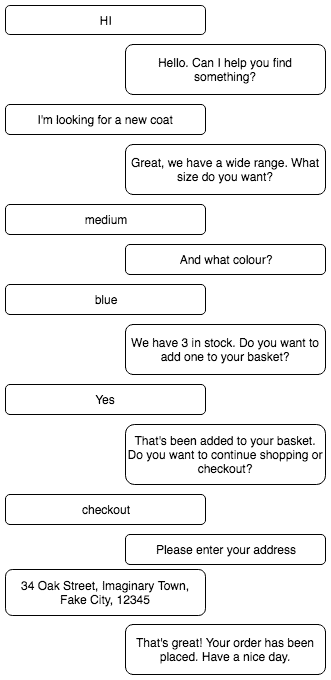 HI
Hello. Can I help you find
something?
I'm looking for a new coat
Great, we have a wide range. What
size do you want?
medium
And what colour?
blue
We have 3 in stock. Do you want to
add one to your basket?
Yes
That's been added to your basket.
Do you want to continue shopping or
checkout?
checkout
Please enter your address
34 Oak Street, Imaginary Town,
Fake City, 12345
That's great! Your order has been
placed. Have a nice day.